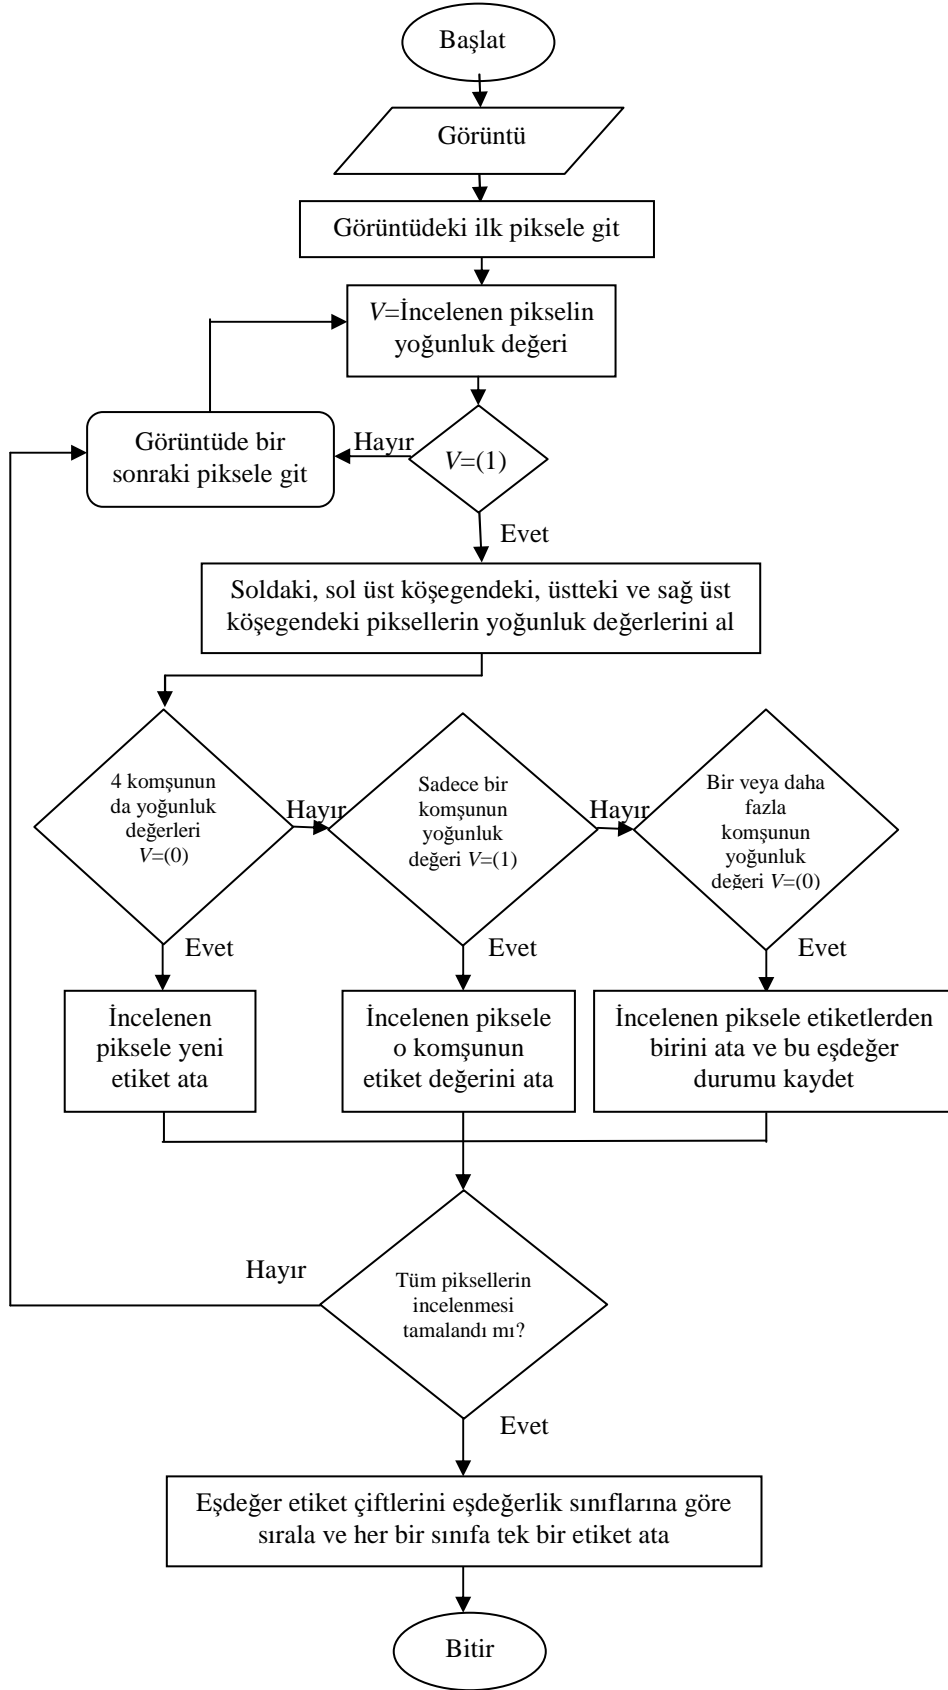 Başlat
Görüntü
Görüntüdeki ilk piksele git
V=İncelenen pikselin
yoğunluk değeri
Görüntüde bir
sonraki piksele git
Hayır
V=(1)
Evet
Soldaki, sol üst köşegendeki, üstteki ve sağ üst
köşegendeki piksellerin yoğunluk değerlerini al
4 komşunun
da yoğunluk
değerleri
V=(0)
Hayır
Sadece bir
komşunun
yoğunluk
değeri V=(1)
Hayır
Bir veya daha
fazla
komşunun
yoğunluk
değeri V=(0)
Evet
Evet
Evet
İncelenen
piksele yeni
etiket ata
İncelenen piksele
o komşunun
etiket değerini ata
İncelenen piksele etiketlerden
birini ata ve bu eşdeğer
durumu kaydet
Hayır
Tüm piksellerin
incelenmesi
tamalandı mı?
Evet
Eşdeğer etiket çiftlerini eşdeğerlik sınıflarına göre
sırala ve her bir sınıfa tek bir etiket ata
Bitir